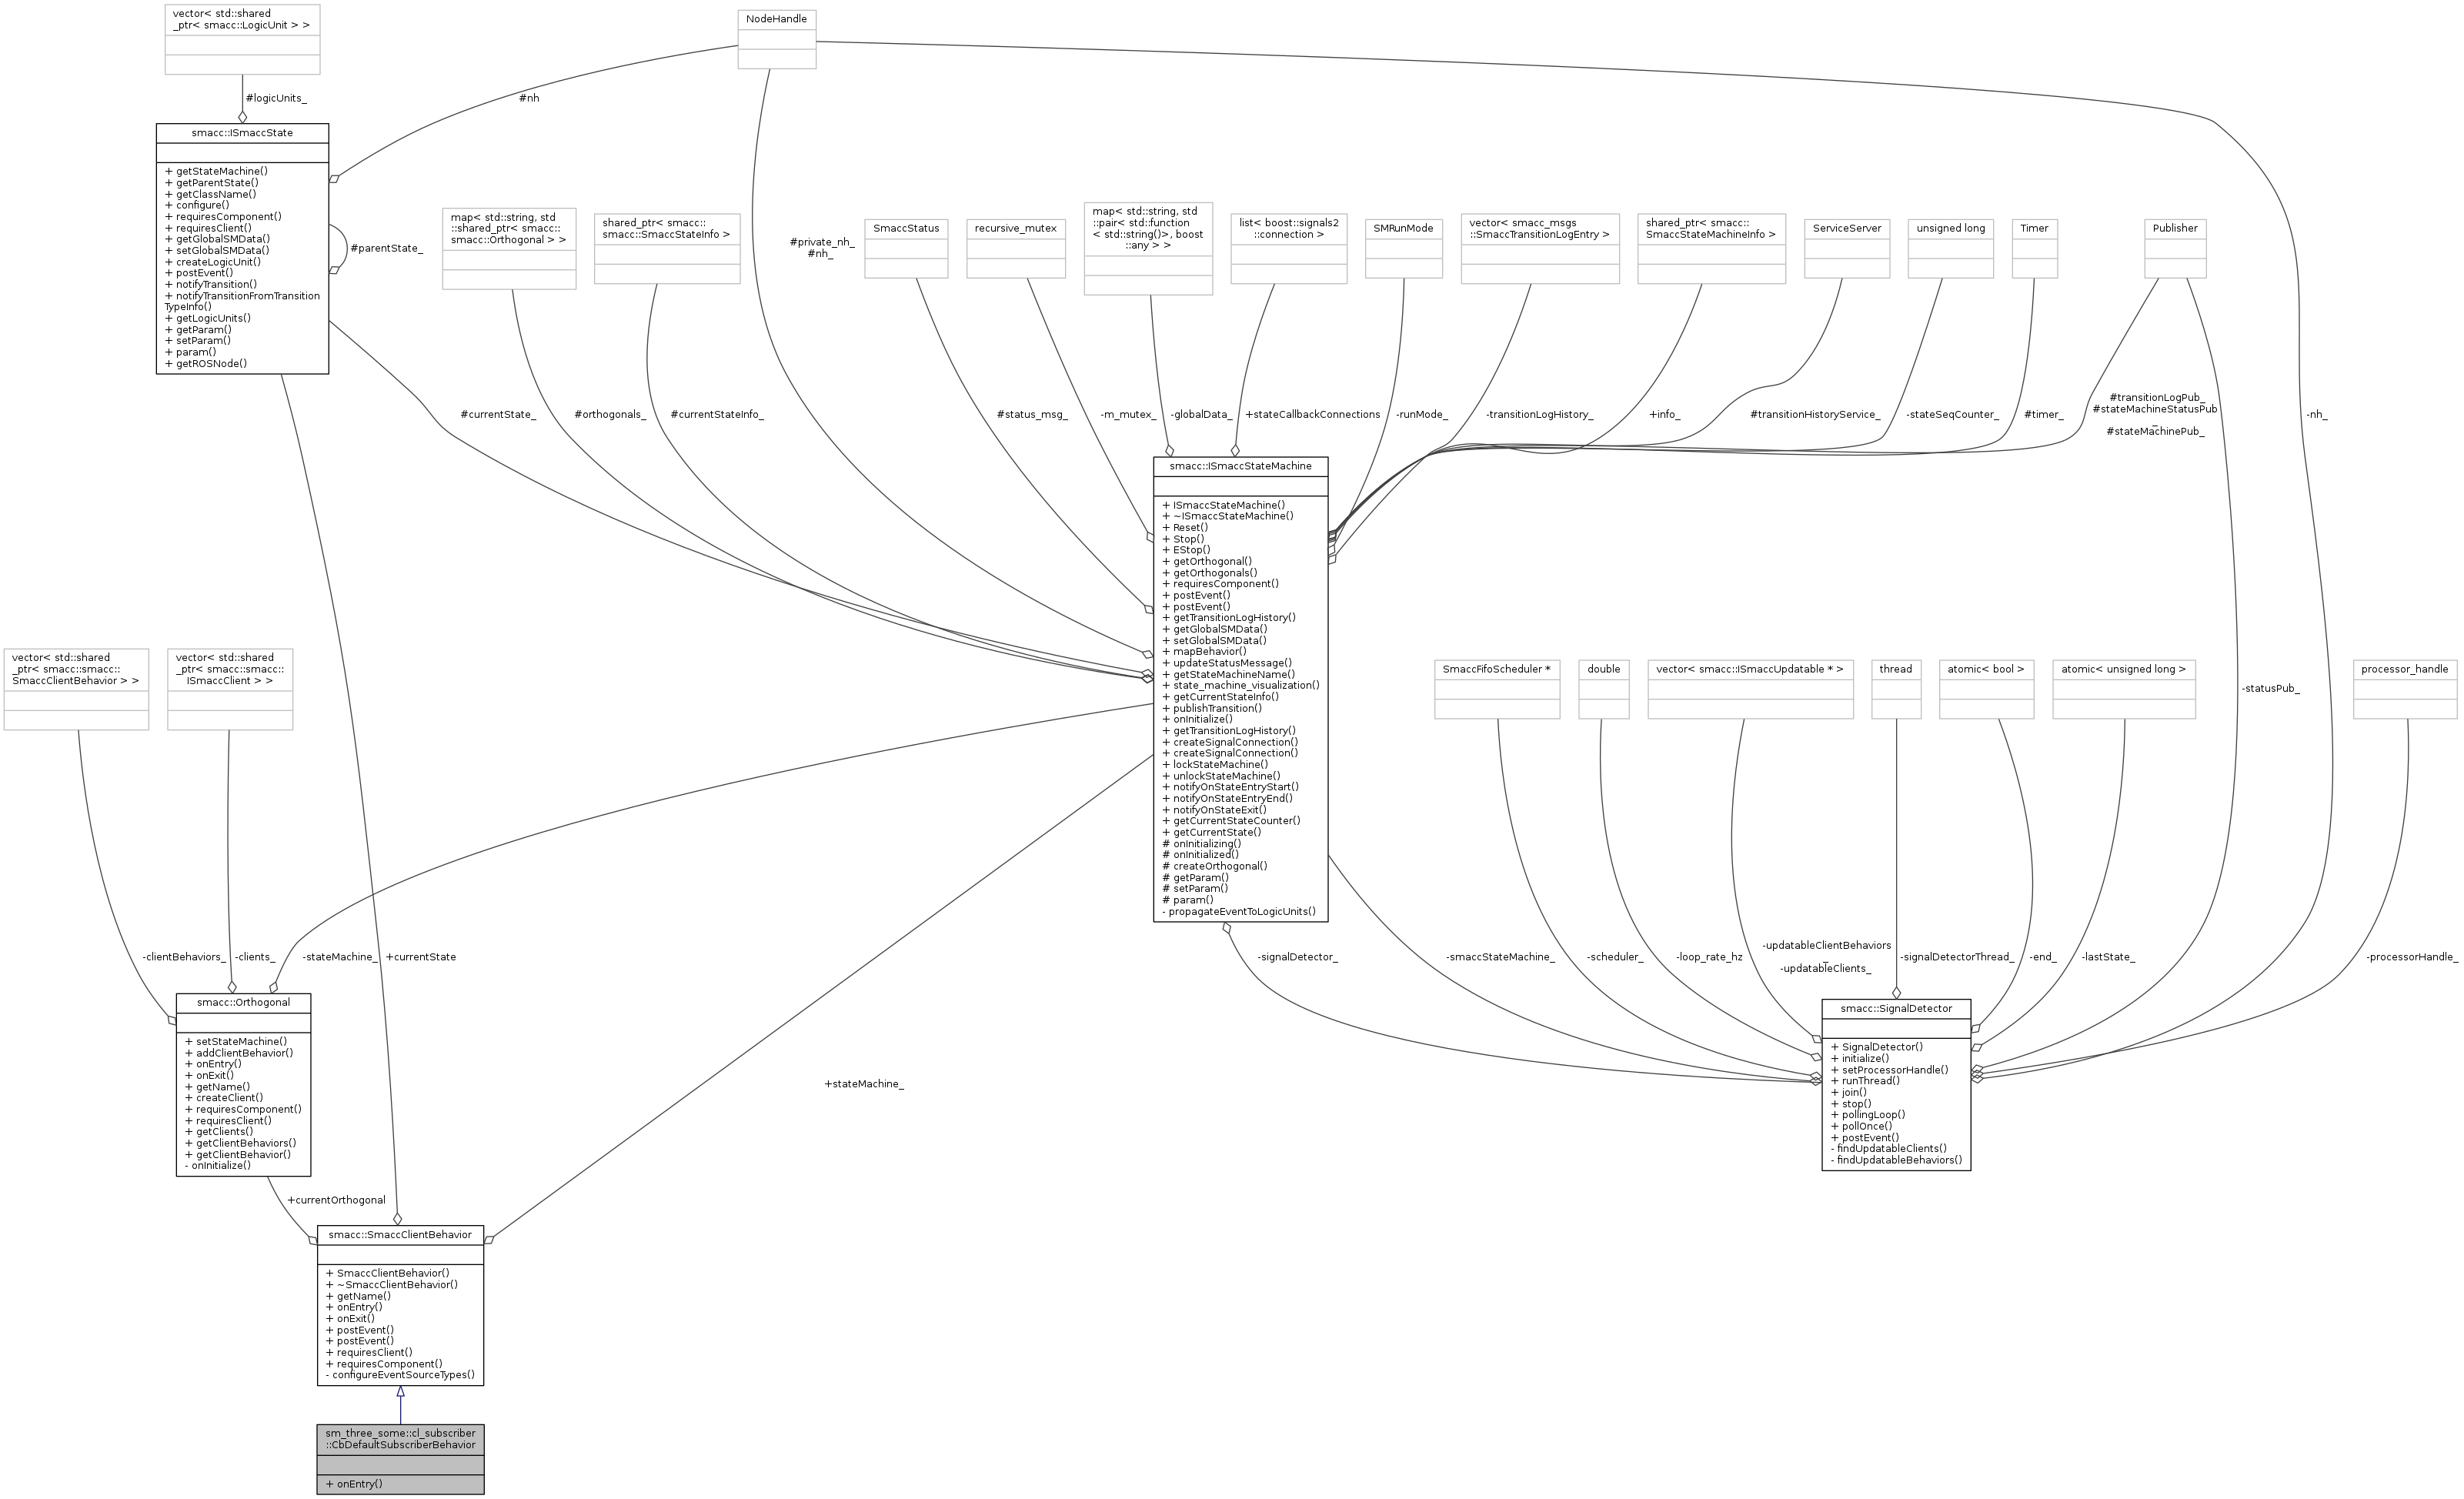 vector< std::shared
_ptr< smacc::LogicUnit > >
NodeHandle
#logicUnits_
#nh
smacc::ISmaccState
+ getStateMachine()
+ getParentState()
+ getClassName()
+ configure()
+ requiresComponent()
+ requiresClient()
+ getGlobalSMData()
+ setGlobalSMData()
+ createLogicUnit()
+ postEvent()
+ notifyTransition()
+ notifyTransitionFromTransition
TypeInfo()
+ getLogicUnits()
+ getParam()
+ setParam()
+ param()
+ getROSNode()
#parentState_
map< std::string, std
::shared_ptr< smacc::
smacc::Orthogonal > >
shared_ptr< smacc::
smacc::SmaccStateInfo >
#private_nh_
#nh_
SmaccStatus
recursive_mutex
map< std::string, std
::pair< std::function
< std::string()>, boost
::any > >
list< boost::signals2
::connection >
SMRunMode
vector< smacc_msgs
::SmaccTransitionLogEntry >
shared_ptr< smacc::
SmaccStateMachineInfo >
ServiceServer
unsigned long
Timer
Publisher
#currentState_
#orthogonals_
#currentStateInfo_
#status_msg_
-m_mutex_
-globalData_
+stateCallbackConnections
-runMode_
-transitionLogHistory_
+info_
#transitionHistoryService_
-stateSeqCounter_
#timer_
#transitionLogPub_
#stateMachineStatusPub
_
#stateMachinePub_
-nh_
smacc::ISmaccStateMachine
+ ISmaccStateMachine()
+ ~ISmaccStateMachine()
+ Reset()
+ Stop()
+ EStop()
+ getOrthogonal()
+ getOrthogonals()
+ requiresComponent()
+ postEvent()
+ postEvent()
+ getTransitionLogHistory()
+ getGlobalSMData()
+ setGlobalSMData()
+ mapBehavior()
+ updateStatusMessage()
+ getStateMachineName()
+ state_machine_visualization()
+ getCurrentStateInfo()
+ publishTransition()
+ onInitialize()
+ getTransitionLogHistory()
+ createSignalConnection()
+ createSignalConnection()
+ lockStateMachine()
+ unlockStateMachine()
+ notifyOnStateEntryStart()
+ notifyOnStateEntryEnd()
+ notifyOnStateExit()
+ getCurrentStateCounter()
+ getCurrentState()
# onInitializing()
# onInitialized()
# createOrthogonal()
# getParam()
# setParam()
# param()
- propagateEventToLogicUnits()
vector< std::shared
_ptr< smacc::smacc::
SmaccClientBehavior > >
vector< std::shared
_ptr< smacc::smacc::
ISmaccClient > >
SmaccFifoScheduler *
double
vector< smacc::ISmaccUpdatable * >
thread
atomic< bool >
atomic< unsigned long >
-statusPub_
processor_handle
-clientBehaviors_
-clients_
-stateMachine_
+currentState
-signalDetector_
-smaccStateMachine_
-scheduler_
-loop_rate_hz
-updatableClientBehaviors
_
-updatableClients_
-signalDetectorThread_
-end_
-lastState_
-processorHandle_
smacc::Orthogonal
+ setStateMachine()
+ addClientBehavior()
+ onEntry()
+ onExit()
+ getName()
+ createClient()
+ requiresComponent()
+ requiresClient()
+ getClients()
+ getClientBehaviors()
+ getClientBehavior()
- onInitialize()
smacc::SignalDetector
+ SignalDetector()
+ initialize()
+ setProcessorHandle()
+ runThread()
+ join()
+ stop()
+ pollingLoop()
+ pollOnce()
+ postEvent()
- findUpdatableClients()
- findUpdatableBehaviors()
+stateMachine_
+currentOrthogonal
smacc::SmaccClientBehavior
+ SmaccClientBehavior()
+ ~SmaccClientBehavior()
+ getName()
+ onEntry()
+ onExit()
+ postEvent()
+ postEvent()
+ requiresClient()
+ requiresComponent()
- configureEventSourceTypes()
sm_three_some::cl_subscriber
::CbDefaultSubscriberBehavior
+ onEntry()